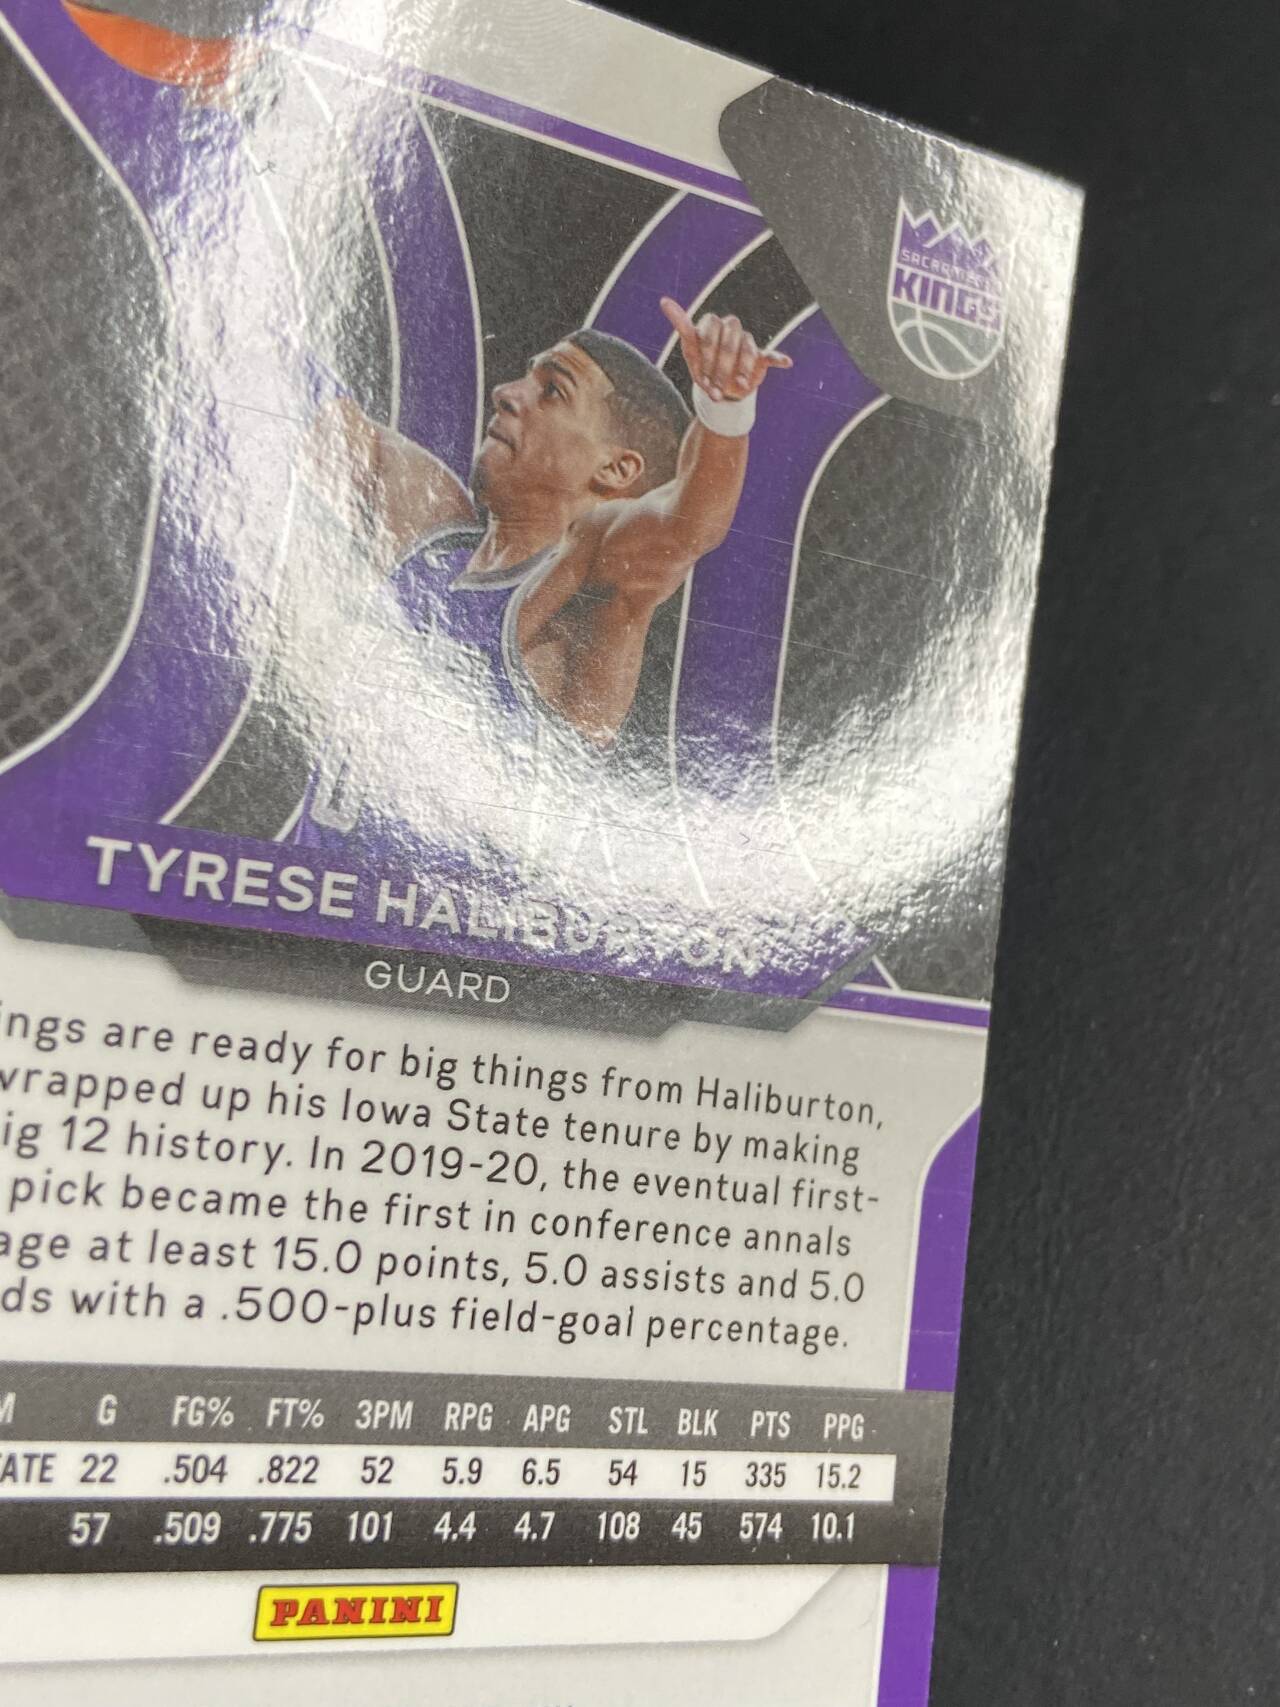 SACRAMENTO
KINGS
TYRESE HALIBURTON
GUARD
ings are ready for big things from Haliburton,
wrapped up his Iowa State tenure by making
ig 12 history. In 2019-20, the eventual first-
pick became the first in conference annals
age at least 15.0 points, 5.0 assists and 5.0
ds with a .500-plus field-goal percentage.
M G FG% FT% 3PM RPG APG STL BLK PTS PPG
ATE 22 .504 .822 52 5.9 6.5 54 15 335 15.2
57 .509 .775 101 4.4 4.7 108 45 574 10.1
PANINI